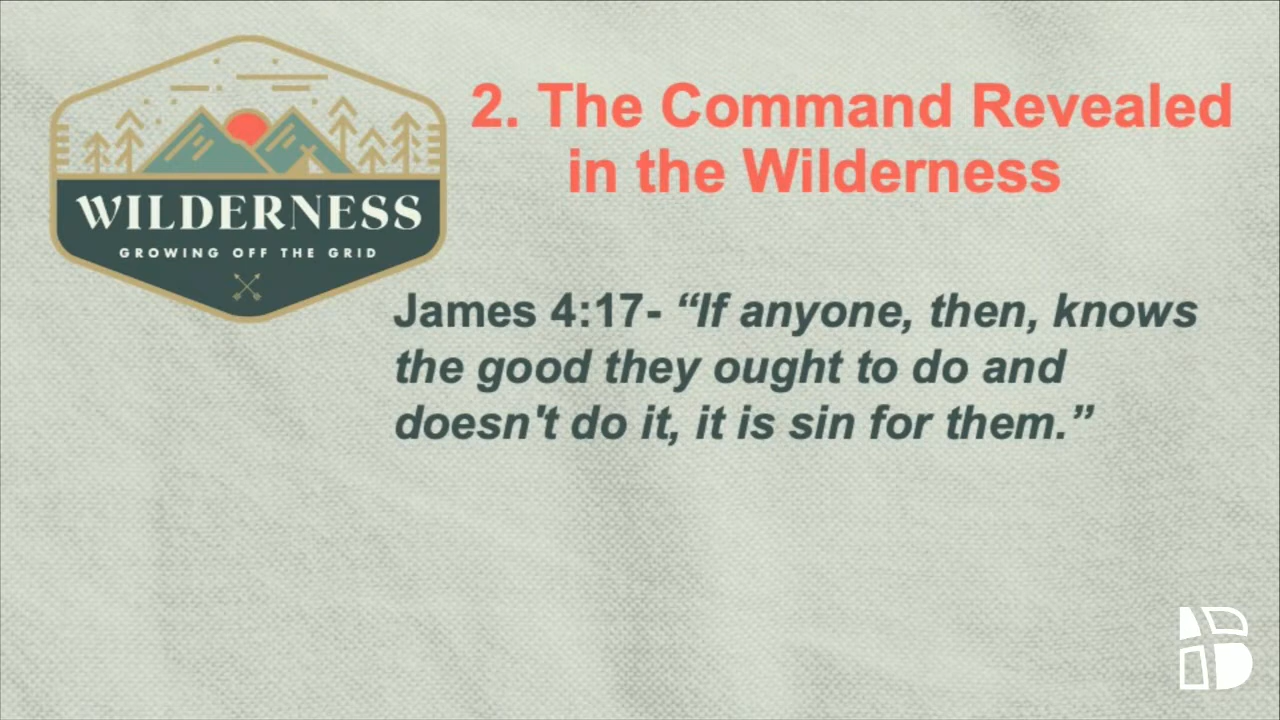 WILDERNESS
GROWING OFF THE GRID
2. The Command Revealed
in the Wilderness
James 4:17- “If anyone, then, knows
the good they ought to do and
doesn't do it, it is sin for them.”